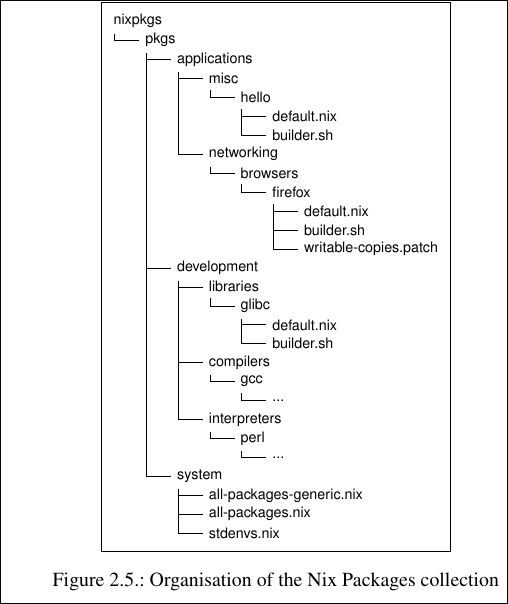 nixpkgs
pkgs
applications
misc
hello
default.nix
builder.sh
networking
browsers
firefox
default.nix
builder.sh
writable-copies.patch
development
libraries
glibc
default.nix
builder.sh
compilers
gcc
...
interpreters
perl
...
system
all-packages-generic.nix
all-packages.nix
stdenvs.nix
Figure 2.5.: Organisation of the Nix Packages collection